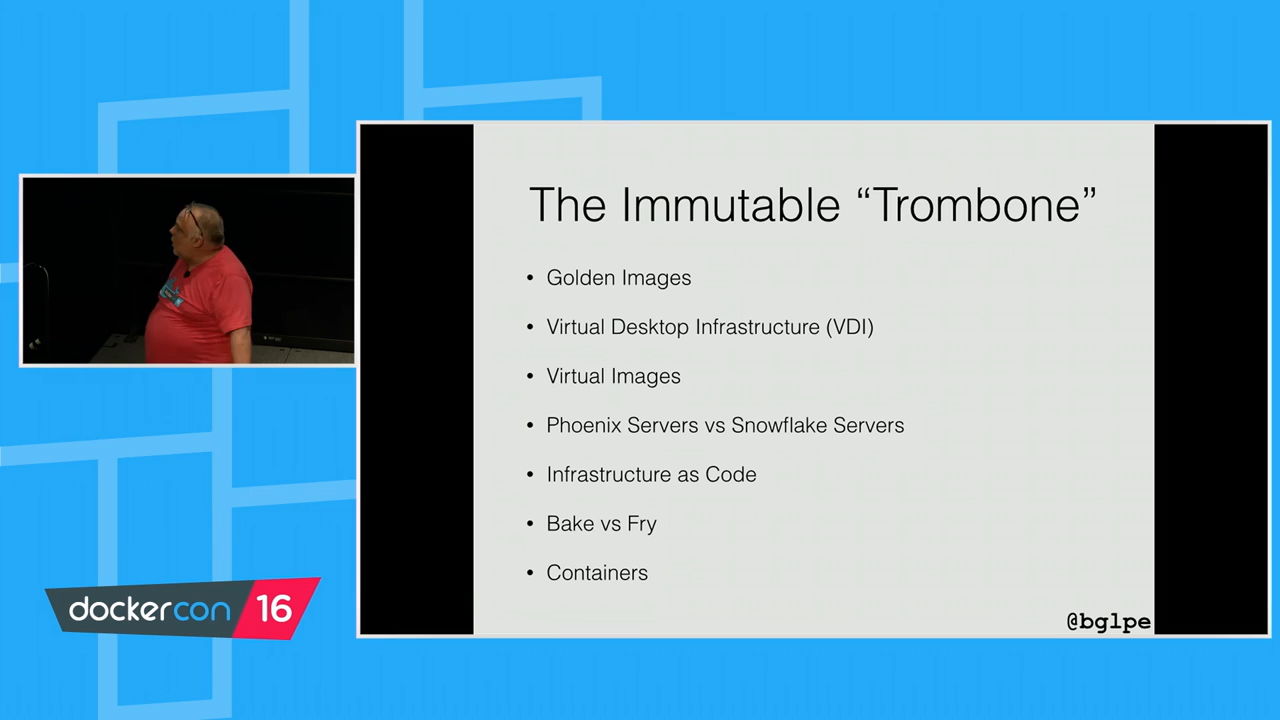 The Immutable “Trombone”
• Golden Images
• Virtual Desktop Infrastructure (VDI)
• Virtual Images
• Phoenix Servers vs Snowflake Servers
• Infrastructure as Code
• Bake vs Fry
• Containers
@bglpe
dockercon 16